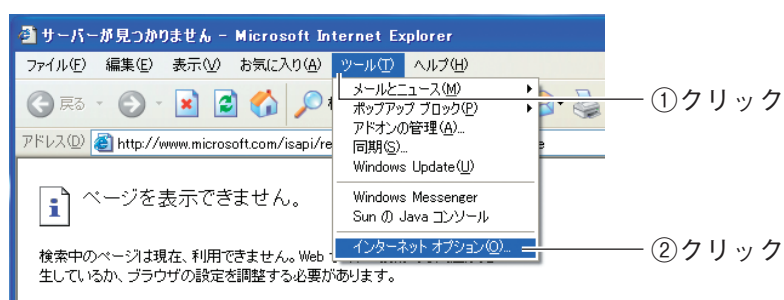 サーバーが見つかりません - Microsoft Internet Explorer
ファイル(F) 編集(E) 表示(V) お気に入り(A) ツール(T) ヘルプ(H)
メールとニュース(M)
戻る
ポップアップ ブロック(P)
①クリック
アドオンの管理(A)...
アドレス(D) http://www.microsoft.com/isapi/re
同期(S)...
Windows Update(U)
ページを表示できません。
Windows Messenger
Sun の Java コンソール
インターネット オプション(O)...
②クリック
検索中のページは現在、利用できません。Web
生しているか、ブラウザの設定を調整する必要があります。